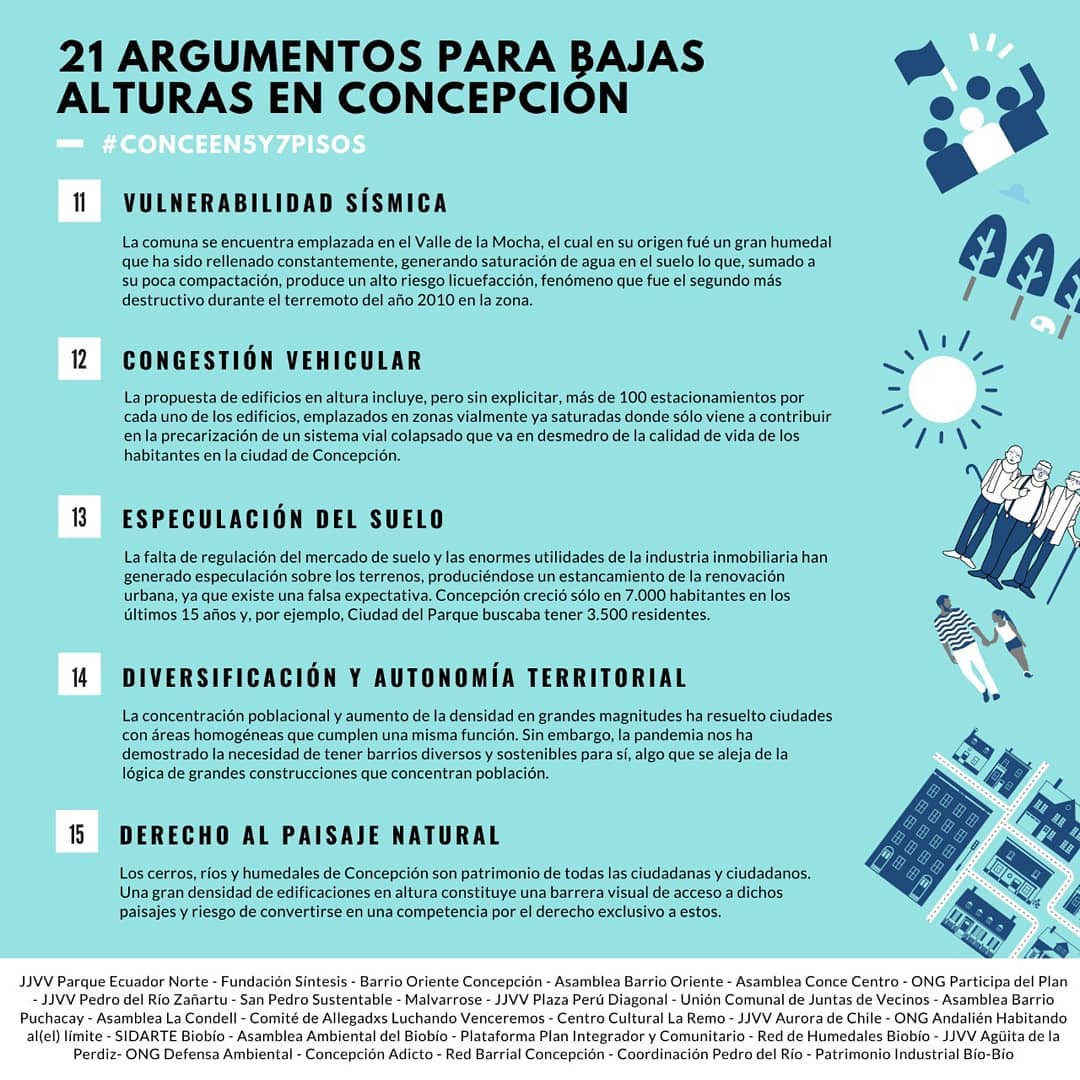 21 ARGUMENTOS PARA BAJAS
ALTURAS EN CONCEPCIÓN
#CONCEEN5Y7PISOS
11 VULNERABILIDAD SÍSMICA
La comuna se encuentra emplazada en el Valle de la Mocha, el cual en su origen fué un gran humedal
que ha sido rellenado constantemente, generando saturación de agua en el suelo lo que, sumado a
su poca compactación, produce un alto riesgo licuefacción, fenómeno que fue el segundo más
destructivo durante el terremoto del año 2010 en la zona.
12 CONGESTIÓN VEHICULAR
La propuesta de edificios en altura incluye, pero sin explicitar, más de 100 estacionamientos por
cada uno de los edificios, emplazados en zonas vialmente ya saturadas donde sólo viene a contribuir
en la precarización de un sistema vial colapsado que va en desmedro de la calidad de vida de los
habitantes en la ciudad de Concepción.
13 ESPECULACIÓN DEL SUELO
La falta de regulación del mercado de suelo y las enormes utilidades de la industria inmobiliaria han
generado especulación sobre los terrenos, produciéndose un estancamiento de la renovación
urbana, ya que existe una falsa expectativa. Concepción creció sólo en 7.000 habitantes en los
últimos 15 años y, por ejemplo, Ciudad del Parque buscaba tener 3.500 residentes.
14 DIVERSIFICACIÓN Y AUTONOMÍA TERRITORIAL
La concentración poblacional y aumento de la densidad en grandes magnitudes ha resuelto ciudades
con áreas homogéneas que cumplen una misma función. Sin embargo, la pandemia nos ha
demostrado la necesidad de tener barrios diversos y sostenibles para sí, algo que se aleja de la
lógica de grandes construcciones que concentran población.
15 DERECHO AL PAISAJE NATURAL
Los cerros, ríos y humedales de Concepción son patrimonio de todas las ciudadanas y ciudadanos.
Una gran densidad de edificaciones en altura constituye una barrera visual de acceso a dichos
paisajes y riesgo de convertirse en una competencia por el derecho exclusivo a estos.
JJVV Parque Ecuador Norte - Fundación Síntesis - Barrio Oriente Concepción - Asamblea Barrio Oriente - Asamblea Conce Centro - ONG Participa del Plan
- JJVV Pedro del Río Zañartu - San Pedro Sustentable - Malvarrose - JJVV Plaza Perú Diagonal - Unión Comunal de Juntas de Vecinos - Asamblea Barrio
Puchacay - Asamblea La Condell - Comité de Allegadxs Luchando Venceremos - Centro Cultural La Remo - JJVV Aurora de Chile - ONG Andalién Habitando
al(el) límite - SIDARTE Biobío - Asamblea Ambiental del Biobío - Plataforma Plan Integrador y Comunitario - Red de Humedales Biobío - JJVV Agüita de la
Perdiz- ONG Defensa Ambiental - Concepción Adicto - Red Barrial Concepción - Coordinación Pedro del Río - Patrimonio Industrial Bío-Bío